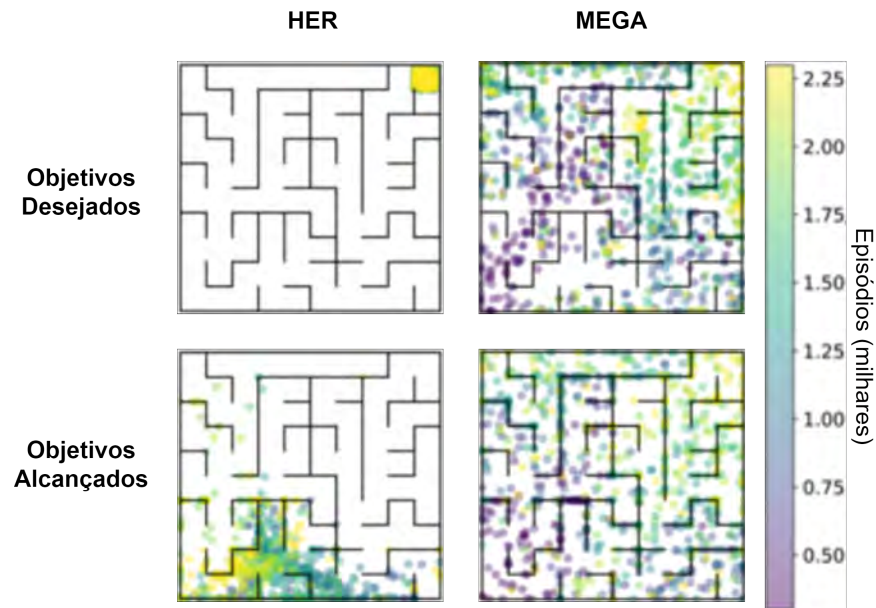 HER
MEGA
Objetivos
Desejados
Objetivos
Alcançados
2.25
2.00
1.75
1.50
1.25
1.00
0.75
0.50
Episódios (milhares)